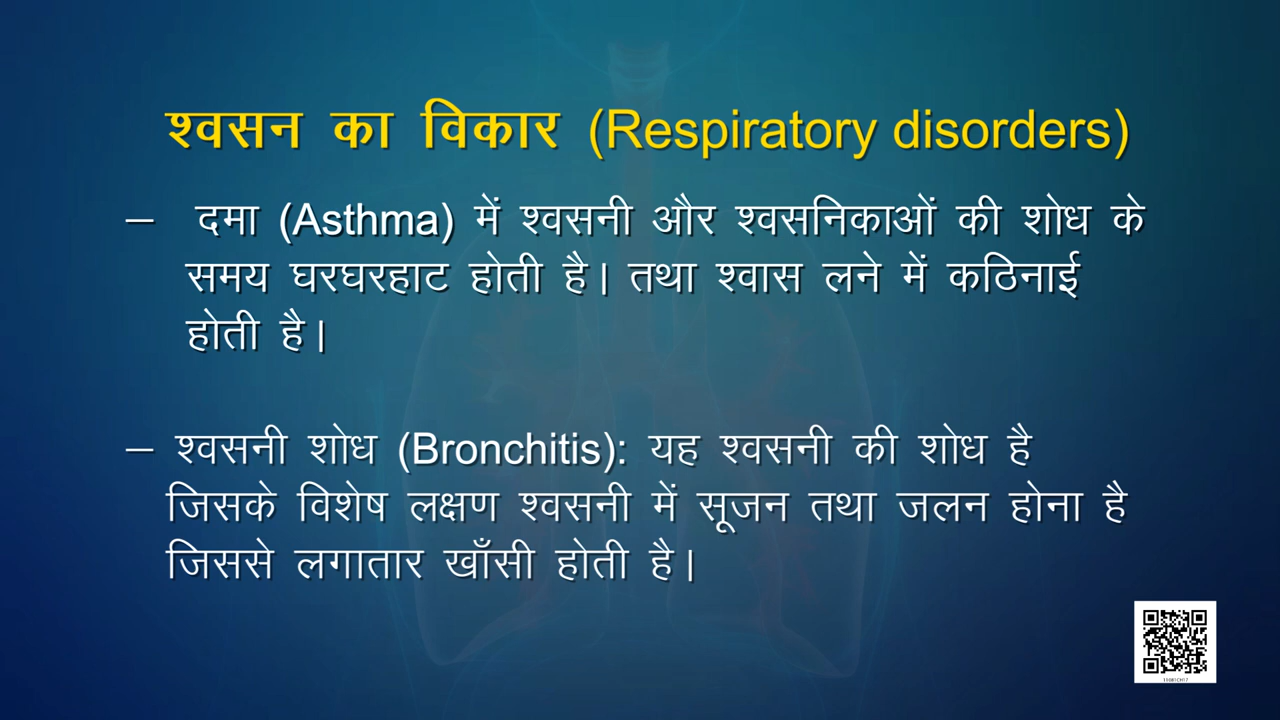 श्वसन का विकार (Respiratory disorders)
– दमा (Asthma) में श्वसनी और श्वसनिकाओं की शोध के
समय घरघरहाट होती है। तथा श्वास लने में कठिनाई
होती है।
– श्वसनी शोध (Bronchitis): यह श्वसनी की शोध है
जिसके विशेष लक्षण श्वसनी में सूजन तथा जलन होना है
जिससे लगातार खाँसी होती है।